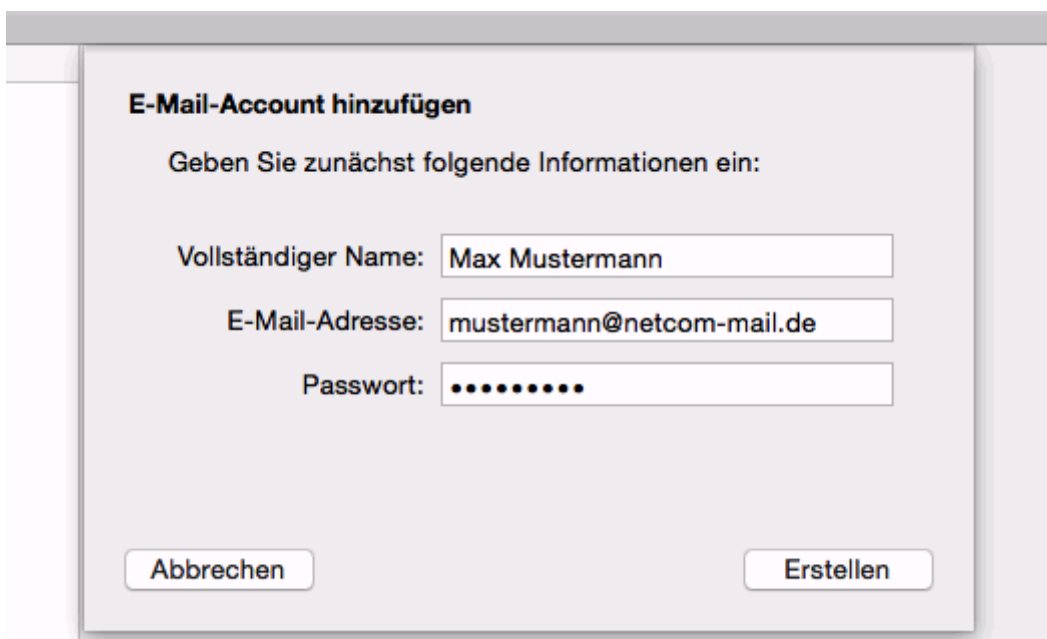 E-Mail-Account hinzufügen
Geben Sie zunächst folgende Informationen ein:
Vollständiger Name: Max Mustermann
E-Mail-Adresse: mustermann@netcom-mail.de
Passwort: •••••••••
Abbrechen Erstellen